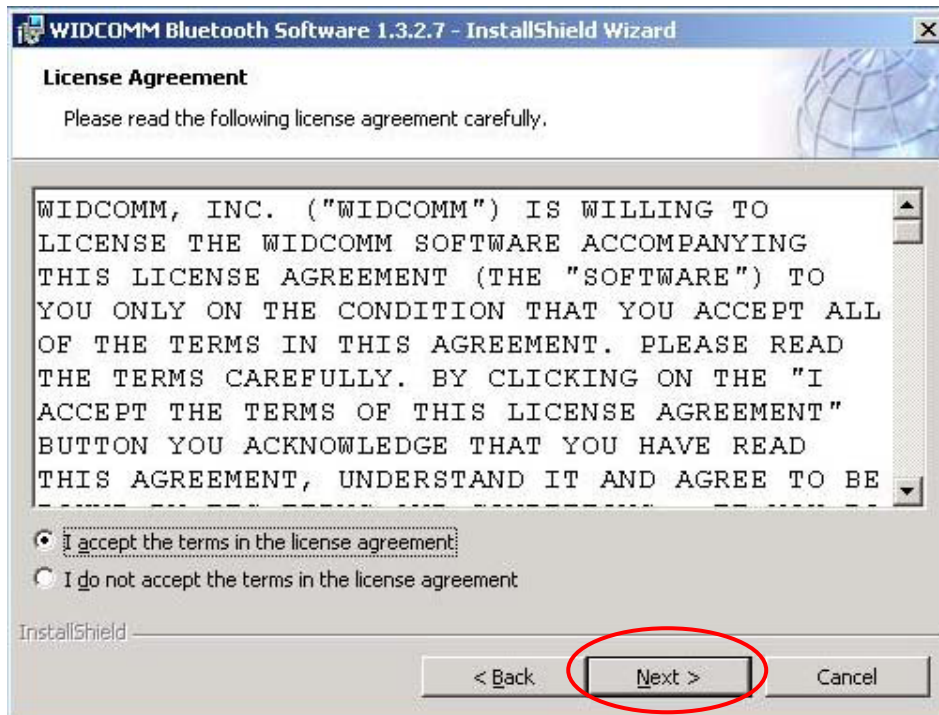 WIDCOMM Bluetooth Software 1.3.2.7 - InstallShield Wizard
License Agreement
Please read the following license agreement carefully.
WIDCOMM, INC. ("WIDCOMM") IS WILLING TO
LICENSE THE WIDCOMM SOFTWARE ACCOMPANYING
THIS LICENSE AGREEMENT (THE "SOFTWARE") TO
YOU ONLY ON THE CONDITION THAT YOU ACCEPT ALL
OF THE TERMS IN THIS AGREEMENT. PLEASE READ
THE TERMS CAREFULLY. BY CLICKING ON THE "I
ACCEPT THE TERMS OF THIS LICENSE AGREEMENT"
BUTTON YOU ACKNOWLEDGE THAT YOU HAVE READ
THIS AGREEMENT, UNDERSTAND IT AND AGREE TO BE
I accept the terms in the license agreement
I do not accept the terms in the license agreement
InstallShield
< Back Next > Cancel